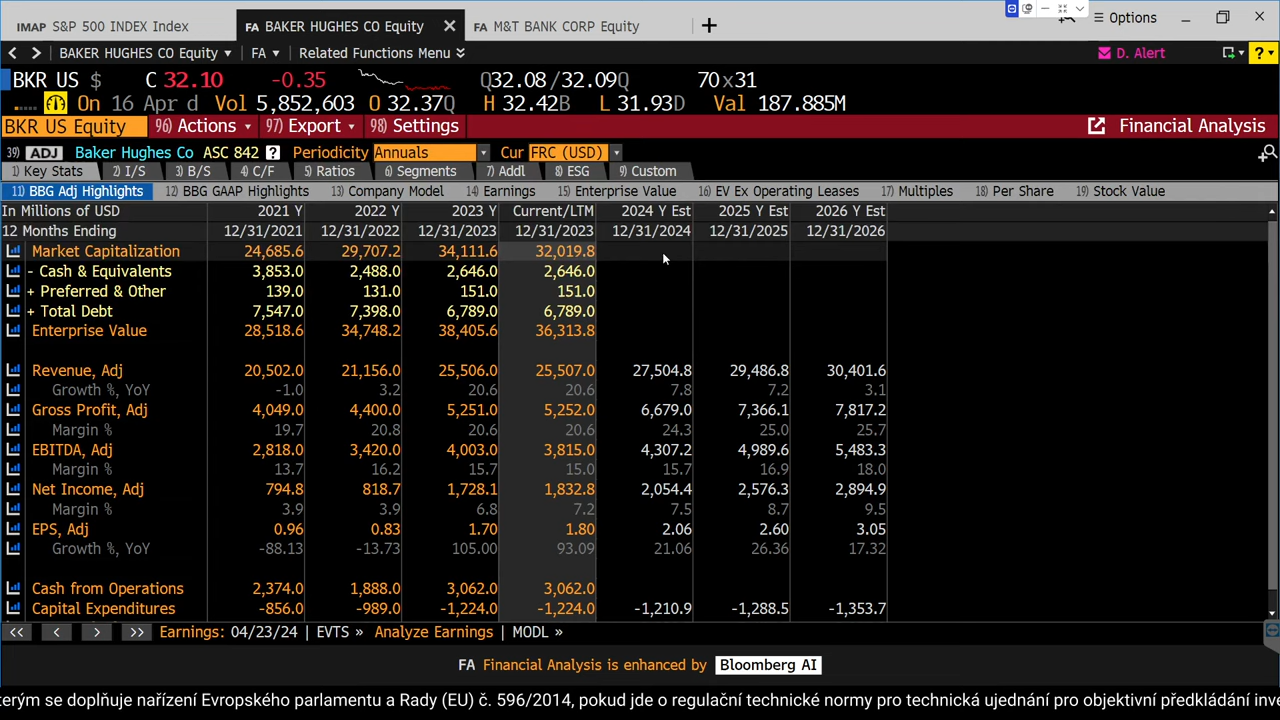 IMAP S&P 500 INDEX Index FA BAKER HUGHES CO Equity FA M&T BANK CORP Equity Options
BAKER HUGHES CO Equity FA Related Functions Menu D. Alert ?
BKR US $ C 32.10 -0.35 Q32.08/32.09Q 70x31
On 16 Apr d Vol 5,852,603 O 32.37Q H 32.42B L 31.93D Val 187.885M
BKR US Equity 96) Actions 97) Export 98) Settings Financial Analysis
39) ADJ Baker Hughes Co ASC 842 ? Periodicity Annuals Cur FRC (USD)
1) Key Stats 2) I/S 3) B/S 4) C/F 5) Ratios 6) Segments 7) Addl 8) ESG 9) Custom
11) BBG Adj Highlights 12) BBG GAAP Highlights 13) Company Model 14) Earnings 15) Enterprise Value 16) EV Ex Operating Leases 17) Multiples 18) Per Share 19) Stock Value
In Millions of USD 2021 Y 2022 Y 2023 Y Current/LTM 2024 Y Est 2025 Y Est 2026 Y Est
12 Months Ending 12/31/2021 12/31/2022 12/31/2023 12/31/2023 12/31/2024 12/31/2025 12/31/2026
Market Capitalization 24,685.6 29,707.2 34,111.6 32,019.8
- Cash & Equivalents 3,853.0 2,488.0 2,646.0 2,646.0
+ Preferred & Other 139.0 131.0 151.0 151.0
+ Total Debt 7,547.0 7,398.0 6,789.0 6,789.0
Enterprise Value 28,518.6 34,748.2 38,405.6 36,313.8
Revenue, Adj 20,502.0 21,156.0 25,506.0 25,507.0 27,504.8 29,486.8 30,401.6
Growth %, YoY -1.0 3.2 20.6 20.6 7.8 7.2 3.1
Gross Profit, Adj 4,049.0 4,400.0 5,251.0 5,252.0 6,679.0 7,366.1 7,817.2
Margin % 19.7 20.8 20.6 20.6 24.3 25.0 25.7
EBITDA, Adj 2,818.0 3,420.0 4,003.0 3,815.0 4,307.2 4,989.6 5,483.3
Margin % 13.7 16.2 15.7 15.0 15.7 16.9 18.0
Net Income, Adj 794.8 818.7 1,728.1 1,832.8 2,054.4 2,576.3 2,894.9
Margin % 3.9 3.9 6.8 7.2 7.5 8.7 9.5
EPS, Adj 0.96 0.83 1.70 1.80 2.06 2.60 3.05
Growth %, YoY -88.13 -13.73 105.00 93.09 21.06 26.36 17.32
Cash from Operations 2,374.0 1,888.0 3,062.0 3,062.0
Capital Expenditures -856.0 -989.0 -1,224.0 -1,224.0 -1,210.9 -1,288.5 -1,353.7
<< < > >> Earnings: 04/23/24 | EVTS » Analyze Earnings | MODL »
FA Financial Analysis is enhanced by Bloomberg AI
terým se doplňuje nařízení Evropského parlamentu a Rady (EU) č. 596/2014, pokud jde o regulační technické normy pro technická ujednání pro objektivní předkládání inve